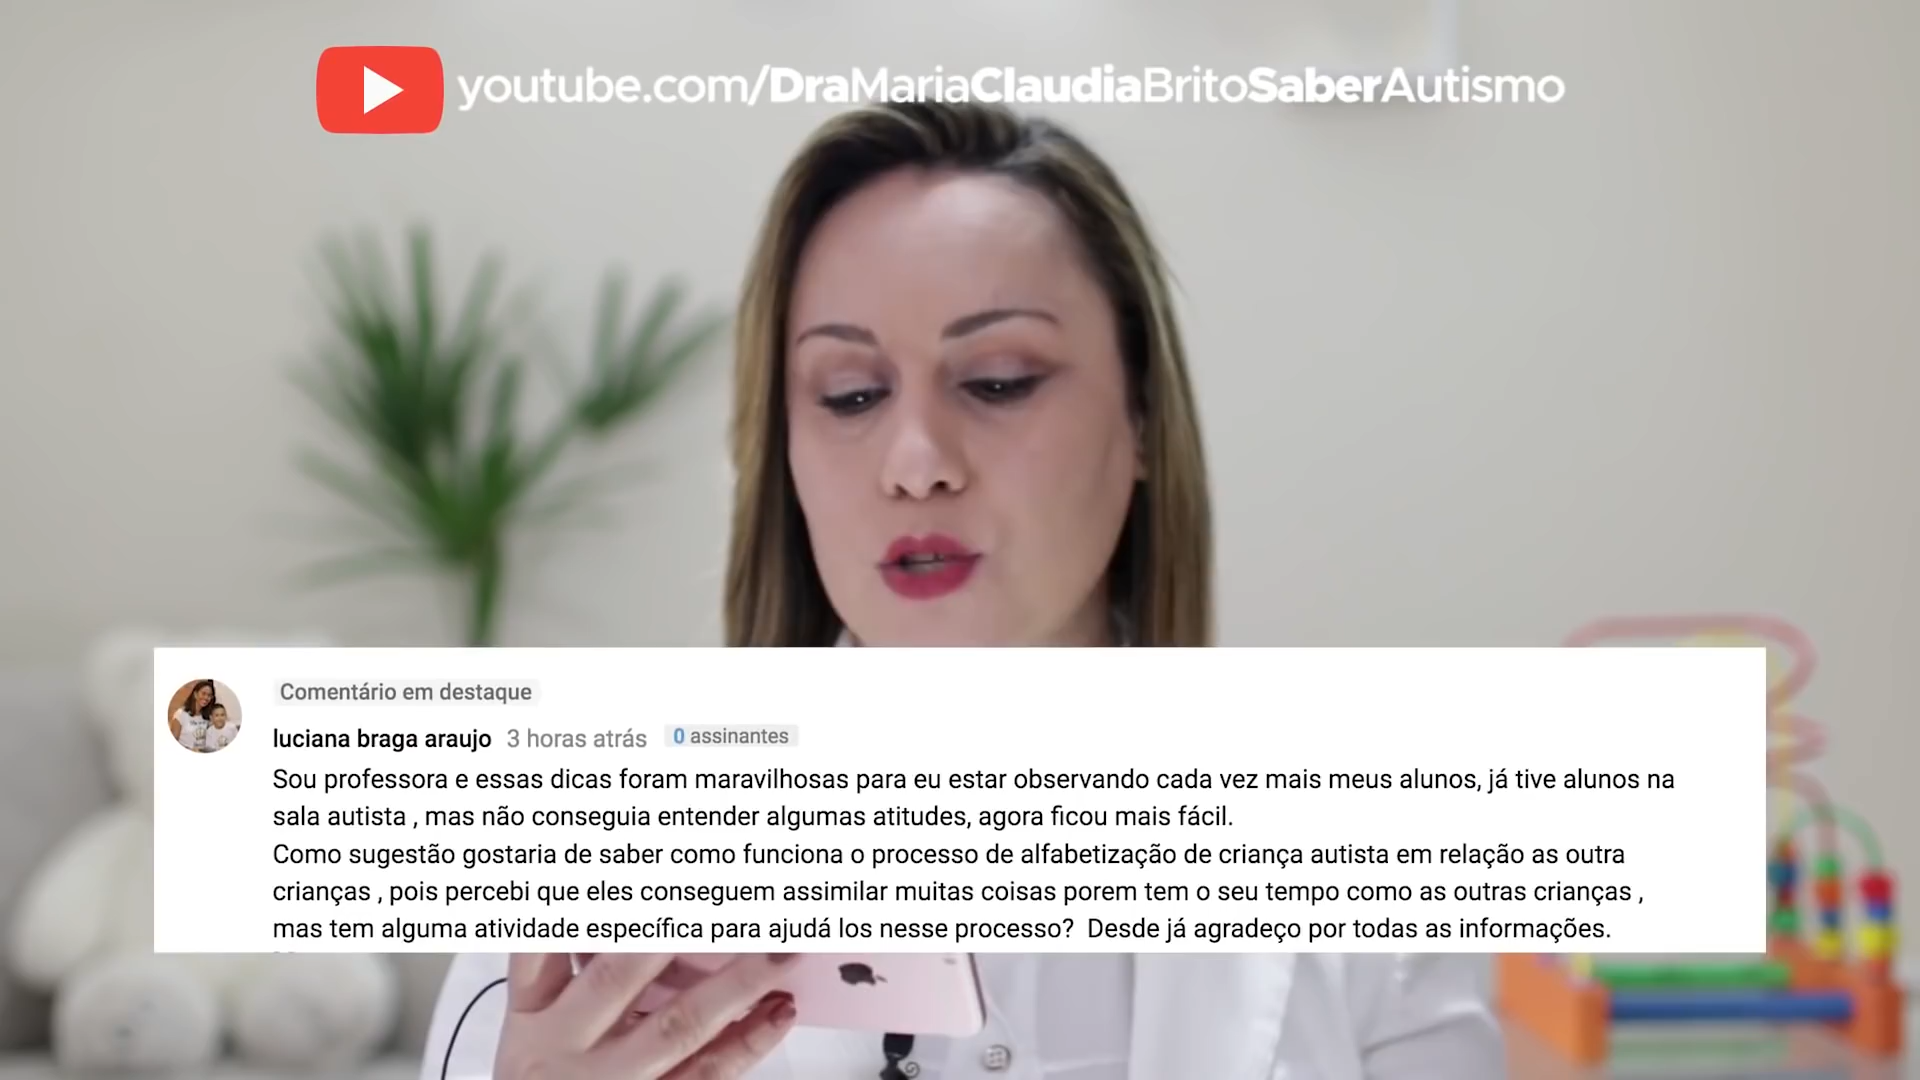 youtube.com/DraMariaClaudiaBritoSaberAutismo
Comentário em destaque
luciana braga araujo 3 horas atrás 0 assinantes
Sou professora e essas dicas foram maravilhosas para eu estar observando cada vez mais meus alunos, já tive alunos na
sala autista , mas não conseguia entender algumas atitudes, agora ficou mais fácil.
Como sugestão gostaria de saber como funciona o processo de alfabetização de criança autista em relação as outra
crianças , pois percebi que eles conseguem assimilar muitas coisas porem tem o seu tempo como as outras crianças ,
mas tem alguma atividade específica para ajudá los nesse processo? Desde já agradeço por todas as informações.